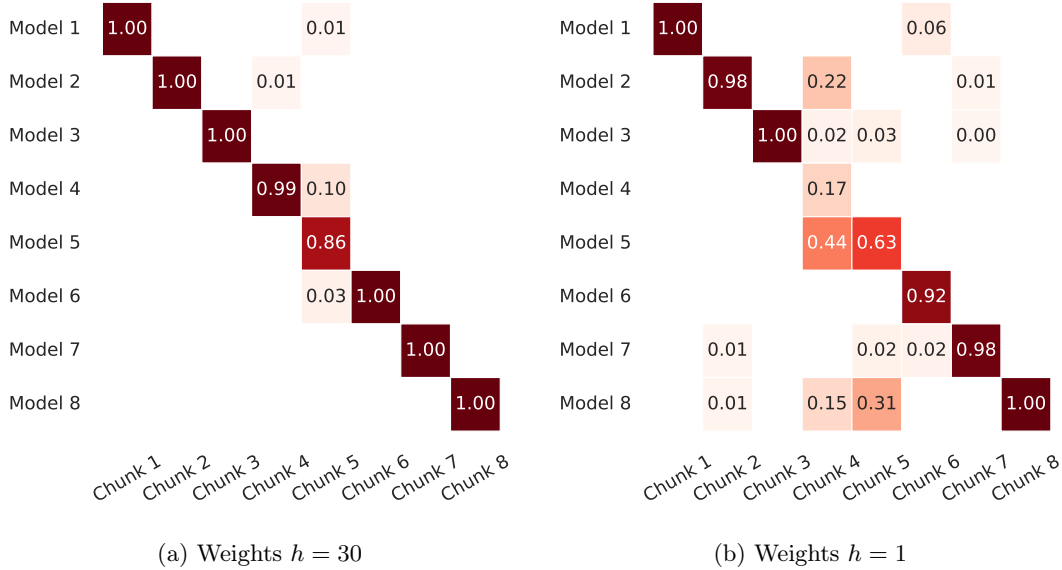 Model 1 1.00 0.01
Model 2 1.00 0.01
Model 3 1.00
Model 4 0.99 0.10
Model 5 0.86
Model 6 0.03 1.00
Model 7 1.00
Model 8 1.00
Chunk 1 Chunk 2 Chunk 3 Chunk 4 Chunk 5 Chunk 6 Chunk 7 Chunk 8
(a) Weights h = 30
Model 1 1.00 0.06
Model 2 0.98 0.22 0.01
Model 3 1.00 0.02 0.03 0.00
Model 4 0.17
Model 5 0.44 0.63
Model 6 0.92
Model 7 0.01 0.02 0.02 0.98
Model 8 0.01 0.15 0.31 1.00
Chunk 1 Chunk 2 Chunk 3 Chunk 4 Chunk 5 Chunk 6 Chunk 7 Chunk 8
(b) Weights h = 1